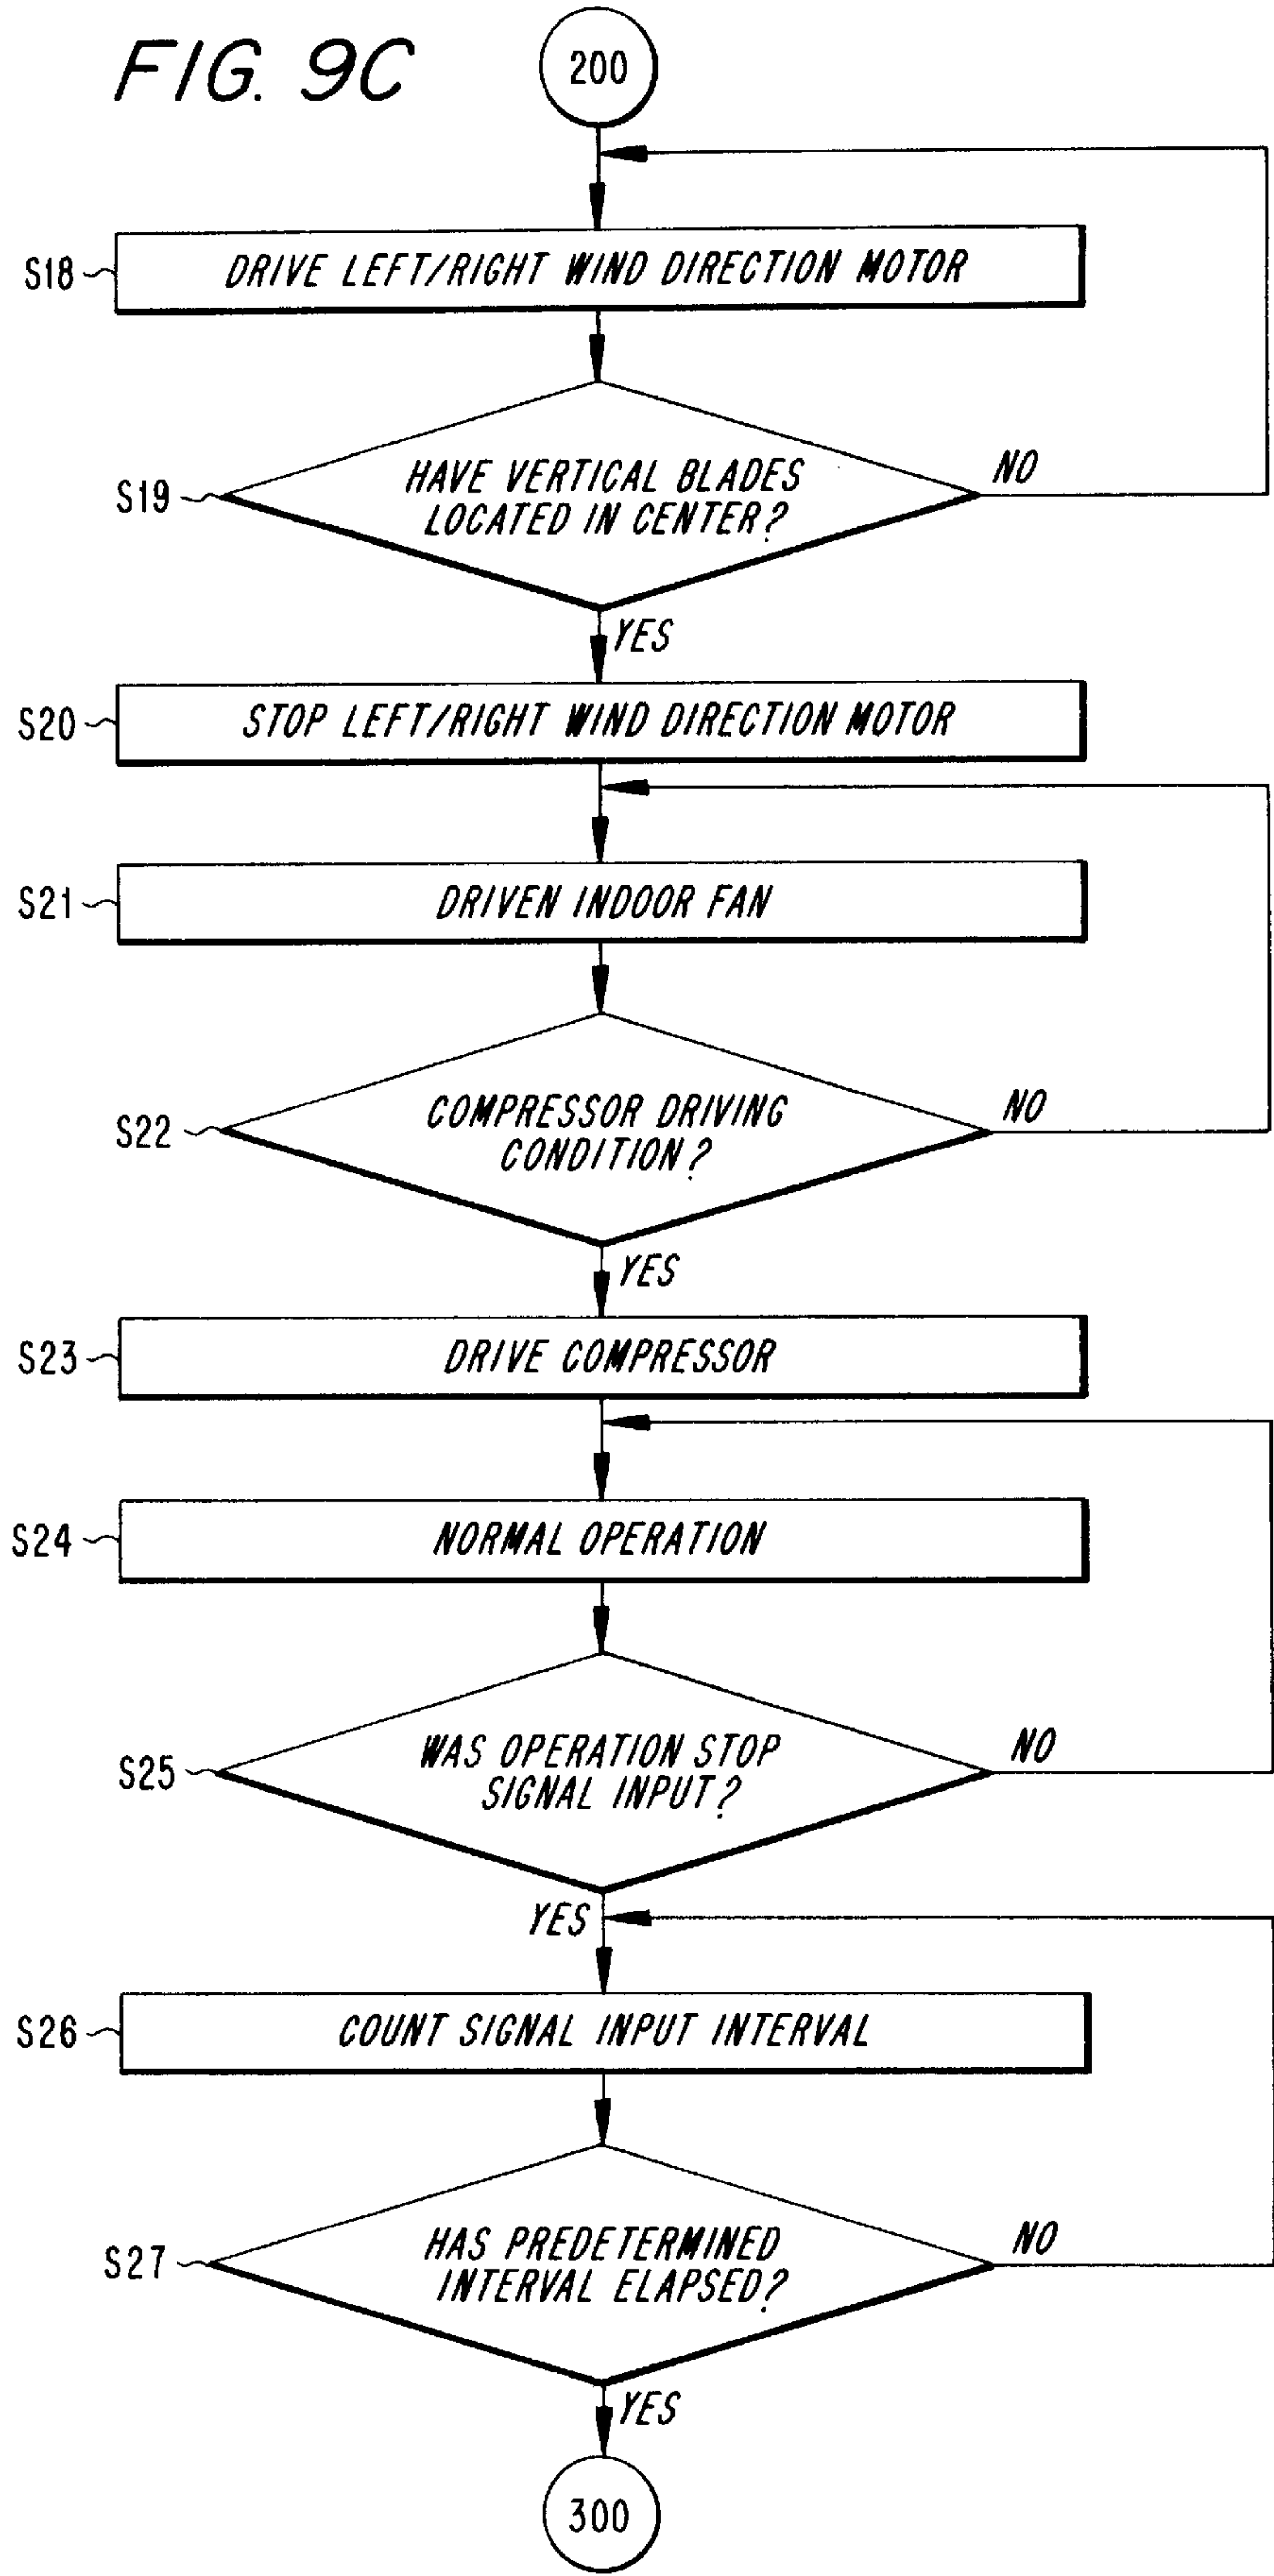 FIG. 9C
200
S18
DRIVE LEFT/RIGHT WIND DIRECTION MOTOR
S19
HAVE VERTICAL BLADES
LOCATED IN CENTER?
NO
YES
S20
STOP LEFT/RIGHT WIND DIRECTION MOTOR
S21
DRIVEN INDOOR FAN
S22
COMPRESSOR DRIVING
CONDITION?
NO
YES
S23
DRIVE COMPRESSOR
S24
NORMAL OPERATION
S25
WAS OPERATION STOP
SIGNAL INPUT?
NO
YES
S26
COUNT SIGNAL INPUT INTERVAL
S27
HAS PREDETERMINED
INTERVAL ELAPSED?
NO
YES
300